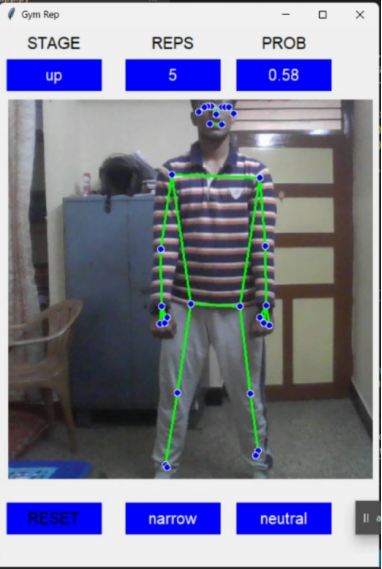 Gym Rep
STAGE REPS PROB
up 5 0.58
RESET narrow neutral